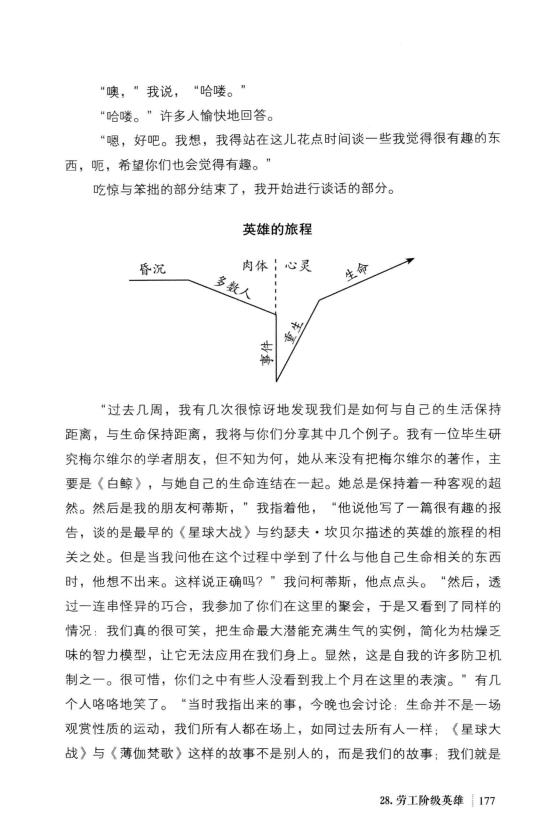 “噢，”我说，“哈喽。”
“哈喽。”许多人愉快地回答。
“嗯，好吧。我想，我得站在这儿花点时间谈一些我觉得很有趣的东
西，呃，希望你们也会觉得有趣。”
吃惊与笨拙的部分结束了，我开始进行谈话的部分。
英雄的旅程
昏沉
多数人
肉体
心灵
事件
重生
生命
“过去几周，我有几次很惊讶地发现我们是如何与自己的生活保持
距离，与生命保持距离，我将与你们分享其中几个例子。我有一位毕生研
究梅尔维尔的学者朋友，但不知为何，她从来没有把梅尔维尔的著作，主
要是《白鲸》，与她自己的生命连结在一起。她总是保持着一种客观的超
然。然后是我的朋友柯蒂斯，”我指着他，“他说他写了一篇很有趣的报
告，谈的是最早的《星球大战》与约瑟夫·坎贝尔描述的英雄的旅程的相
关之处。但是当我问他在这个过程中学到了什么与他自己生命相关的东西
时，他想不出来。这样说正确吗？”我问柯蒂斯，他点点头。“然后，透
过一连串怪异的巧合，我参加了你们在这里的聚会，于是又看到了同样的
情况：我们真的很可笑，把生命最大潜能充满生气的实例，简化为枯燥乏
味的智力模型，让它无法应用在我们身上。显然，这是自我的许多防卫机
制之一。很可惜，你们之中有些人没看到我上个月在这里的表演。”有几
个人咯咯地笑了。“当时我指出来的事，今晚也会讨论：生命并不是一场
观赏性质的运动，我们所有人都在场上，如同过去所有人一样；《星球大
战》与《薄伽梵歌》这样的故事不是别人的，而是我们的故事；我们就是
28. 劳工阶级英雄 177